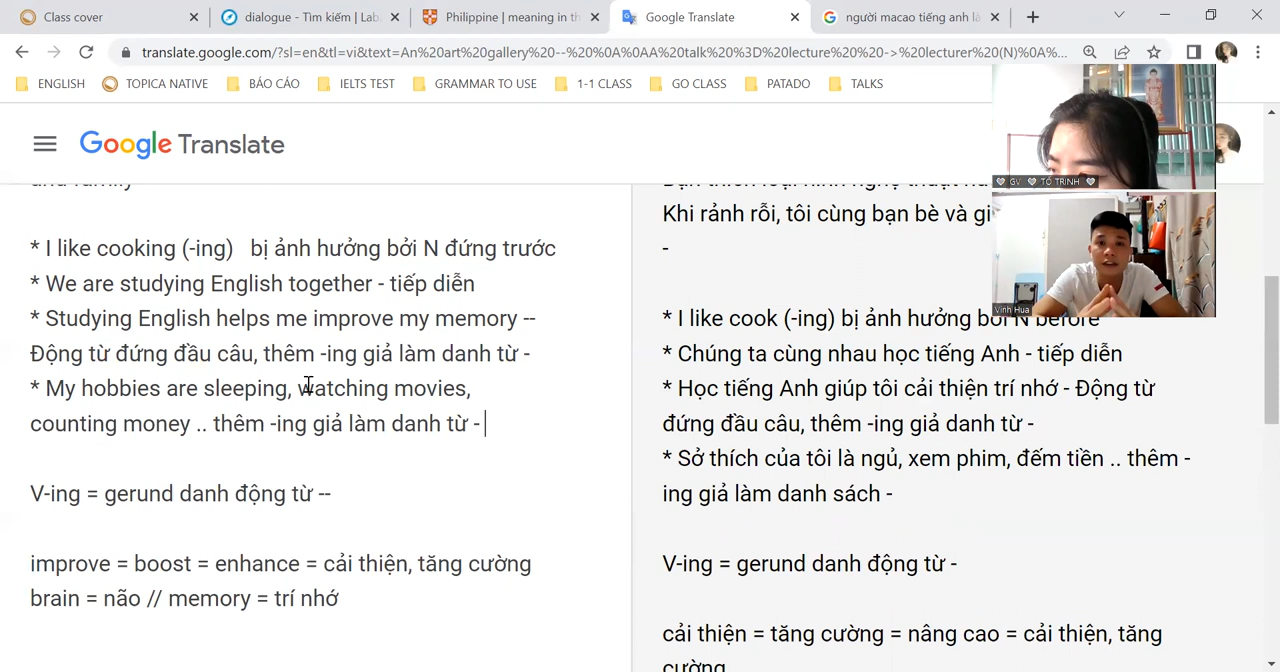 Class cover
dialogue - Tìm kiếm | Lab
Philippine | meaning in th
Google Translate
người macao tiếng anh là
translate.google.com/?sl=en&tl=vi&text=An%20art%20gallery%20--%20%0A%0AA%20talk%20%3D%20lecture%20%20->%20lecturer%20(N)%0A%...
ENGLISH
TOPICA NATIVE
BÁO CÁO
IELTS TEST
GRAMMAR TO USE
1-1 CLASS
GO CLASS
PATADO
TALKS
Google Translate
and family
* I like cooking (-ing) bị ảnh hưởng bởi N đứng trước
* We are studying English together - tiếp diễn
* Studying English helps me improve my memory --
Động từ đứng đầu câu, thêm -ing giả làm danh từ -
* My hobbies are sleeping, watching movies,
counting money .. thêm -ing giả làm danh từ -
V-ing = gerund danh động từ --
improve = boost = enhance = cải thiện, tăng cường
brain = não // memory = trí nhớ
Khi rảnh rỗi, tôi cùng bạn bè và gi
-
* I like cook (-ing) bị ảnh hưởng bởi N before
* Chúng ta cùng nhau học tiếng Anh - tiếp diễn
* Học tiếng Anh giúp tôi cải thiện trí nhớ - Động từ
đứng đầu câu, thêm -ing giả danh từ -
* Sở thích của tôi là ngủ, xem phim, đếm tiền .. thêm -
ing giả làm danh sách -
V-ing = gerund danh động từ -
cải thiện = tăng cường = nâng cao = cải thiện, tăng
cường
GV TỐ TRINH
Vinh Hua